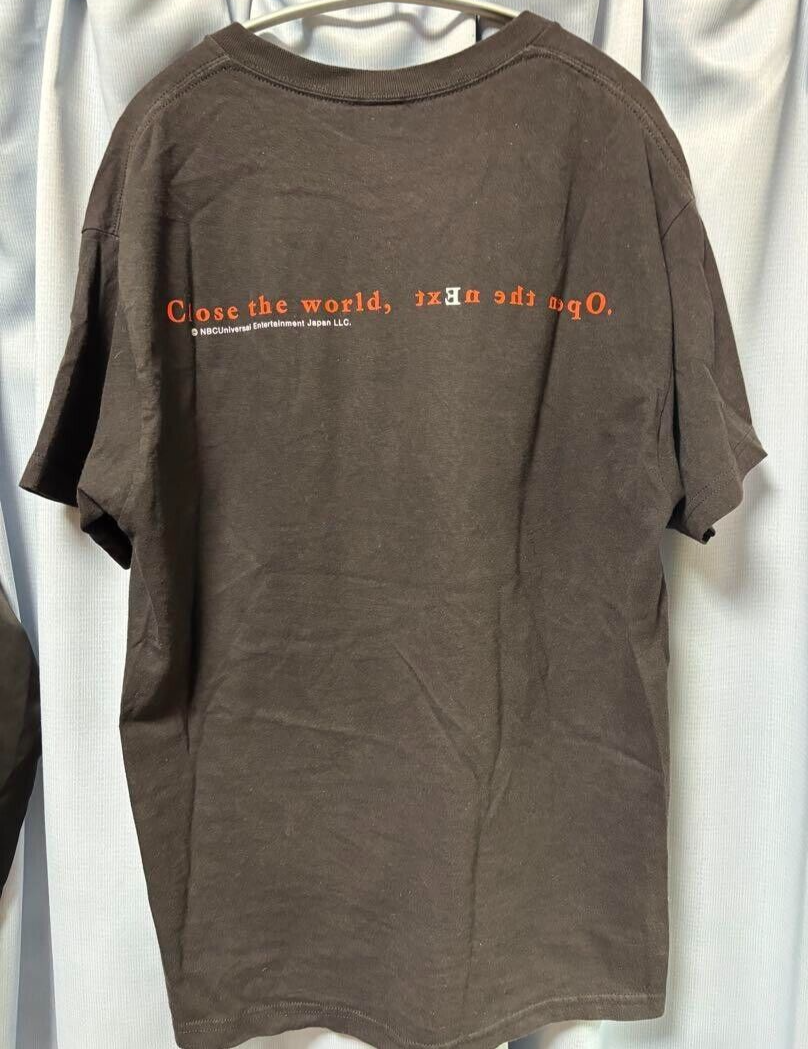 Close the world, Open the nExt.
© NBCUniversal Entertainment Japan LLC.